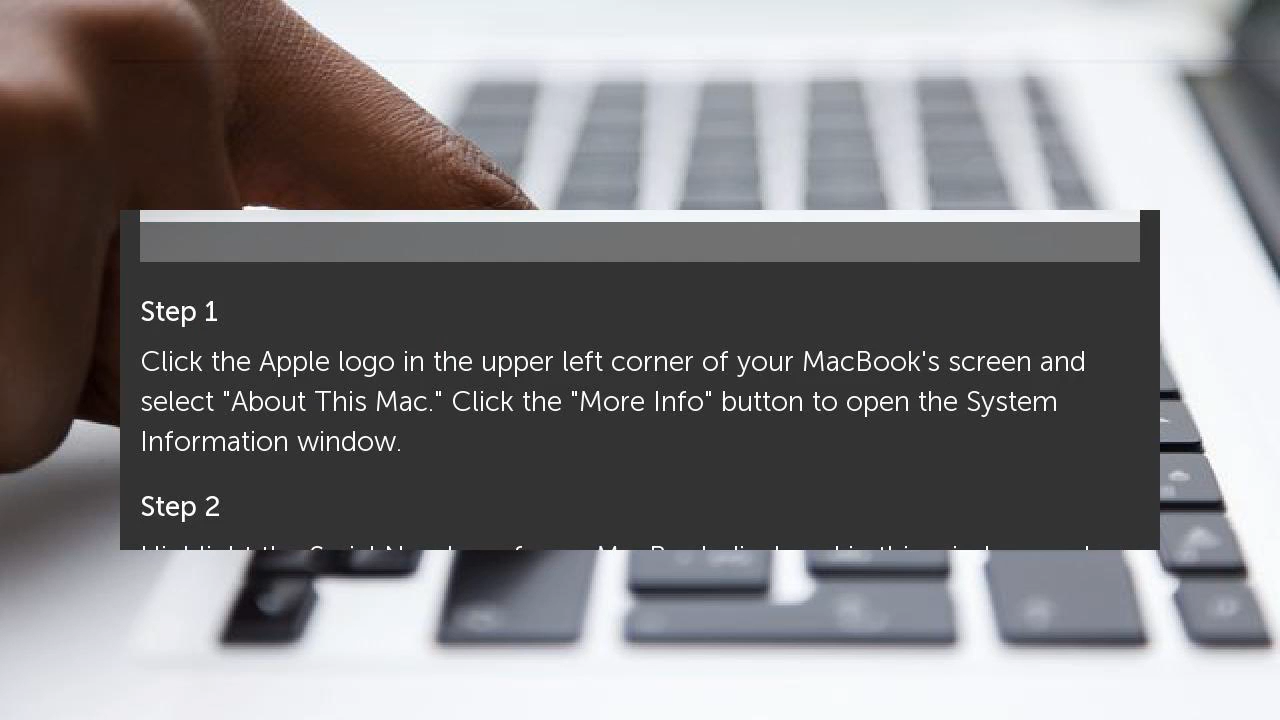 Step 1
Click the Apple logo in the upper left corner of your MacBook's screen and
select "About This Mac." Click the "More Info" button to open the System
Information window.
Step 2